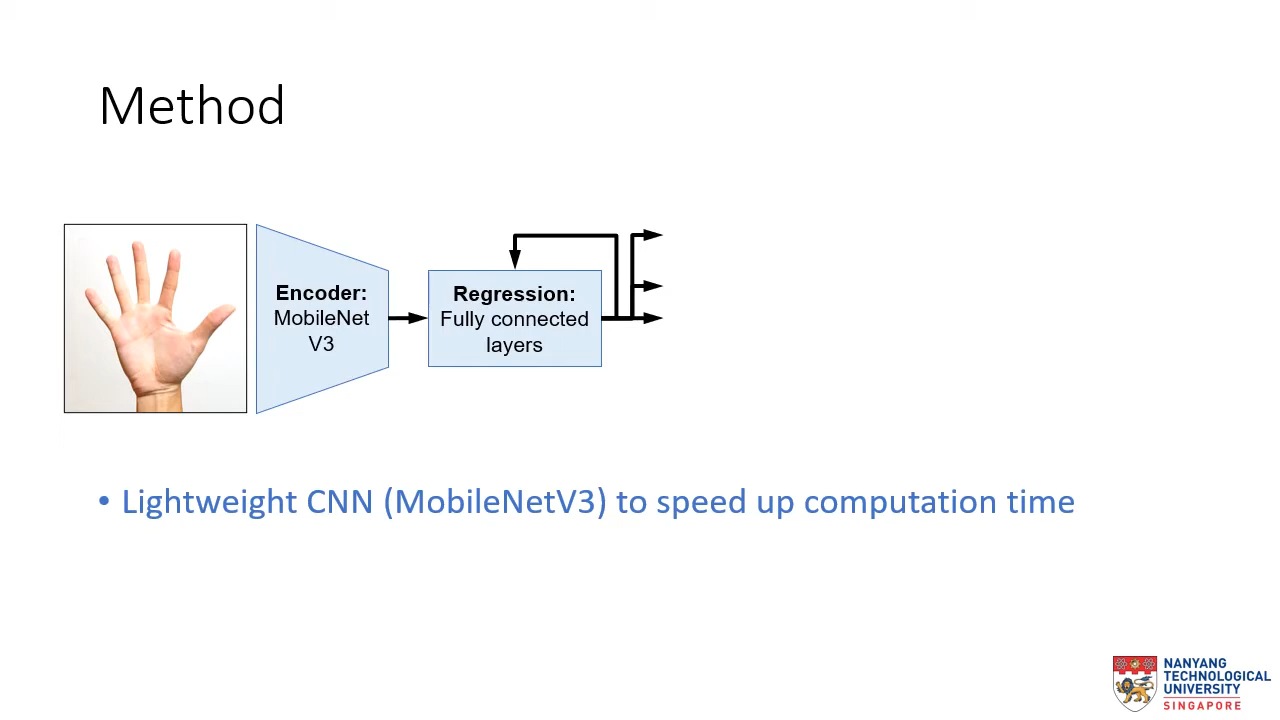 Method
Encoder:
MobileNet
V3
Regression:
Fully connected
layers
• Lightweight CNN (MobileNetV3) to speed up computation time
NANYANG
TECHNOLOGICAL
UNIVERSITY
SINGAPORE